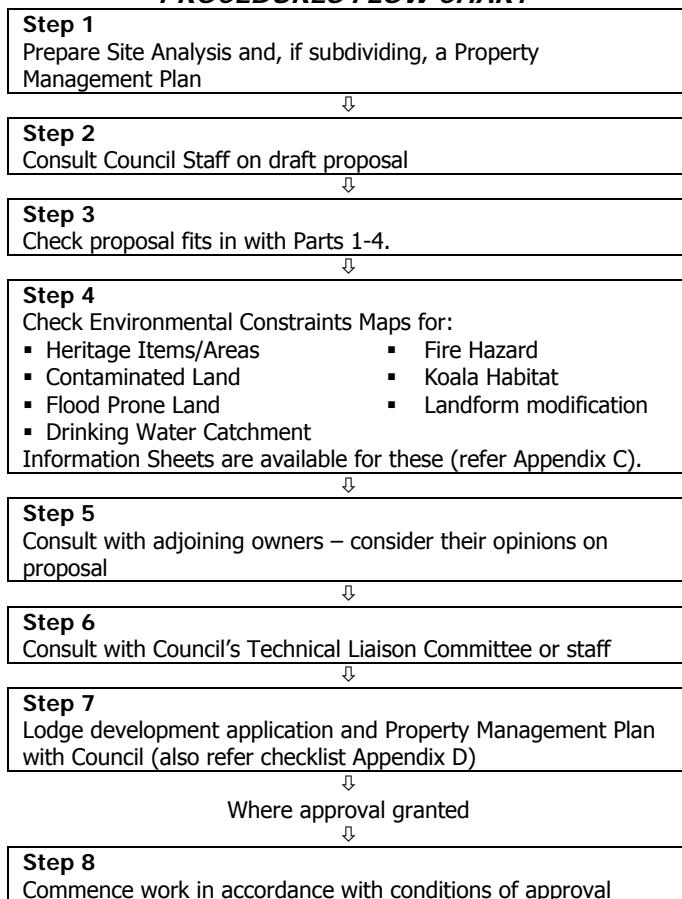 PROCEDURES FLOW CHART
Step 1
Prepare Site Analysis and, if subdividing, a Property
Management Plan
⇩
Step 2
Consult Council Staff on draft proposal
⇩
Step 3
Check proposal fits in with Parts 1-4.
⇩
Step 4
Check Environmental Constraints Maps for:
▪ Heritage Items/Areas ▪ Fire Hazard
▪ Contaminated Land ▪ Koala Habitat
▪ Flood Prone Land ▪ Landform modification
▪ Drinking Water Catchment
Information Sheets are available for these (refer Appendix C).
⇩
Step 5
Consult with adjoining owners – consider their opinions on
proposal
⇩
Step 6
Consult with Council’s Technical Liaison Committee or staff
⇩
Step 7
Lodge development application and Property Management Plan
with Council (also refer checklist Appendix D)
⇩
Where approval granted
⇩
Step 8
Commence work in accordance with conditions of approval